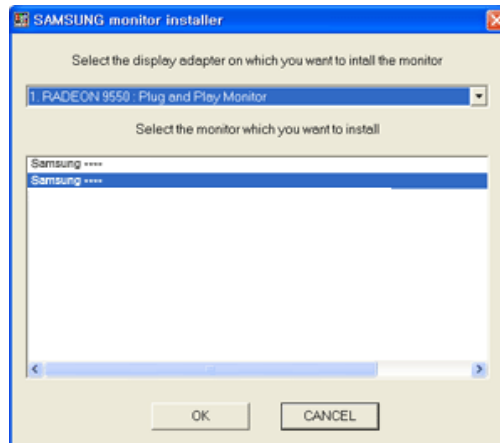 SAMSUNG monitor installer
Select the display adapter on which you want to intall the monitor
1. RADEON 9550 : Plug and Play Monitor
Select the monitor which you want to install
Samsung ----
Samsung ----
OK
CANCEL